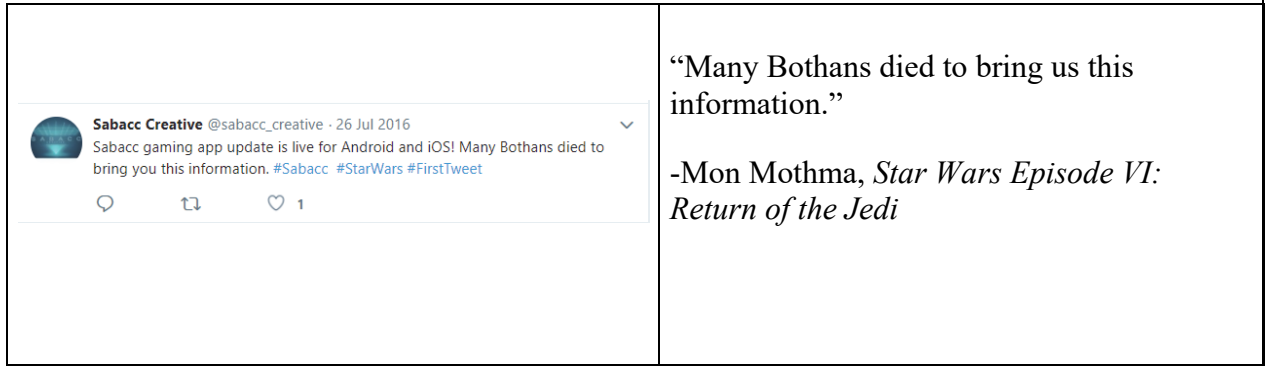 Sabacc Creative @sabacc_creative · 26 Jul 2016
Sabacc gaming app update is live for Android and iOS! Many Bothans died to
bring you this information. #Sabacc #StarWars #FirstTweet
1
“Many Bothans died to bring us this
information.”
-Mon Mothma, Star Wars Episode VI:
Return of the Jedi